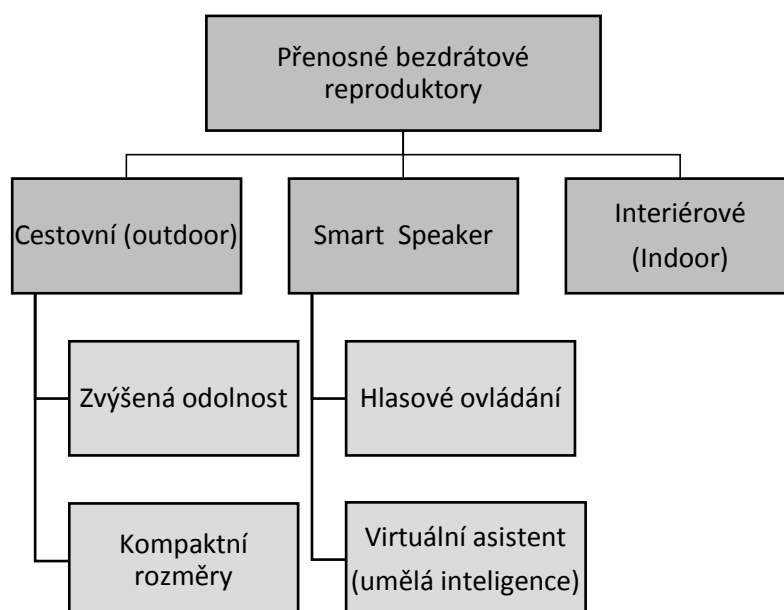 Přenosné bezdrátové
reproduktory
Cestovní (outdoor)
Smart Speaker
Interiérové
(Indoor)
Zvýšená odolnost
Hlasové ovládání
Kompaktní
rozměry
Virtuální asistent
(umělá inteligence)